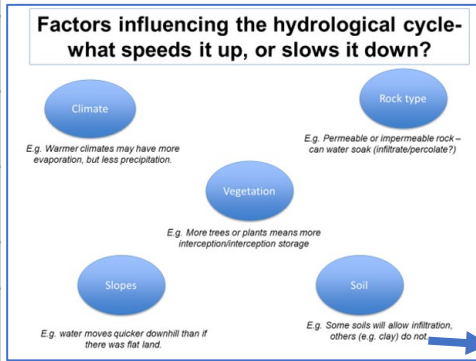 Factors influencing the hydrological cycle-
what speeds it up, or slows it down?
Climate
E.g. Warmer climates may have more
evaporation, but less precipitation.
Rock type
E.g. Permeable or impermeable rock –
can water soak (infiltrate/percolate?)
Vegetation
E.g. More trees or plants means more
interception/interception storage
Slopes
E.g. water moves quicker downhill than if
there was flat land.
Soil
E.g. Some soils will allow infiltration,
others (e.g. clay) do not.